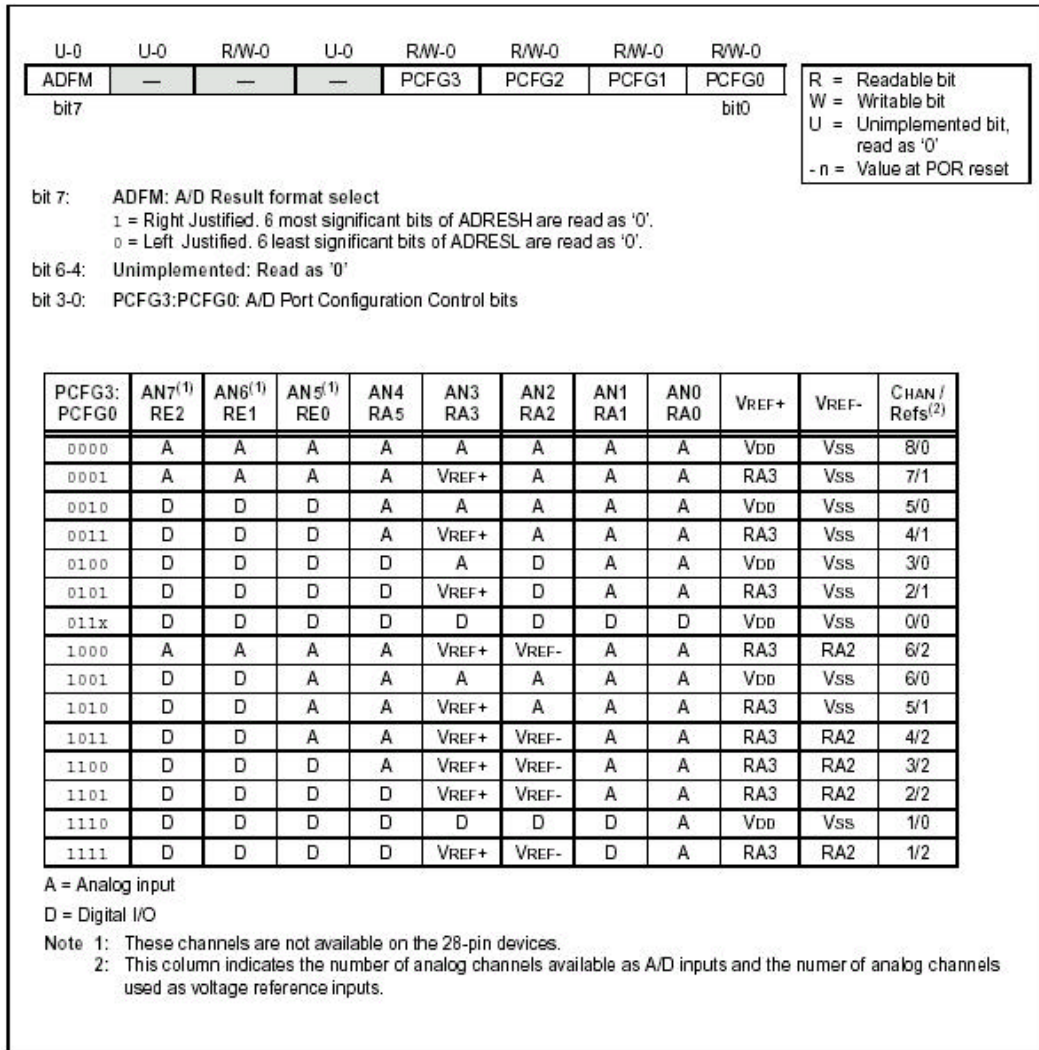 U-0 U-0 R/W-0 U-0 R/W-0 R/W-0 R/W-0 R/W-0
ADFM — — — PCFG3 PCFG2 PCFG1 PCFG0
bit7 bit0
R = Readable bit
W = Writable bit
U = Unimplemented bit,
read as ‘0’
- n = Value at POR reset
bit 7: ADFM: A/D Result format select
1 = Right Justified. 6 most significant bits of ADRESH are read as ‘0’.
0 = Left Justified. 6 least significant bits of ADRESL are read as ‘0’.
bit 6-4: Unimplemented: Read as '0'
bit 3-0: PCFG3:PCFG0: A/D Port Configuration Control bits
PCFG3: PCFG0 AN7(1) RE2 AN6(1) RE1 AN5(1) RE0 AN4 RA5 AN3 RA3 AN2 RA2 AN1 RA1 AN0 RA0 VREF+ VREF- CHAN / Refs(2)
0000 A A A A A A A A VDD VSS 8/0
0001 A A A A VREF+ A A A RA3 VSS 7/1
0010 D D D A A A A A VDD VSS 5/0
0011 D D D A VREF+ A A A RA3 VSS 4/1
0100 D D D D A D A A VDD VSS 3/0
0101 D D D D VREF+ D A A RA3 VSS 2/1
011x D D D D D D D D VDD VSS 0/0
1000 A A A A VREF+ VREF- A A RA3 RA2 6/2
1001 D D A A A A A A VDD VSS 6/0
1010 D D A A VREF+ A A A RA3 VSS 5/1
1011 D D A A VREF+ VREF- A A RA3 RA2 4/2
1100 D D D A VREF+ VREF- A A RA3 RA2 3/2
1101 D D D D VREF+ VREF- A A RA3 RA2 2/2
1110 D D D D D D D A VDD VSS 1/0
1111 D D D D VREF+ VREF- D A RA3 RA2 1/2
A = Analog input
D = Digital I/O
Note 1: These channels are not available on the 28-pin devices.
2: This column indicates the number of analog channels available as A/D inputs and the numer of analog channels
used as voltage reference inputs.